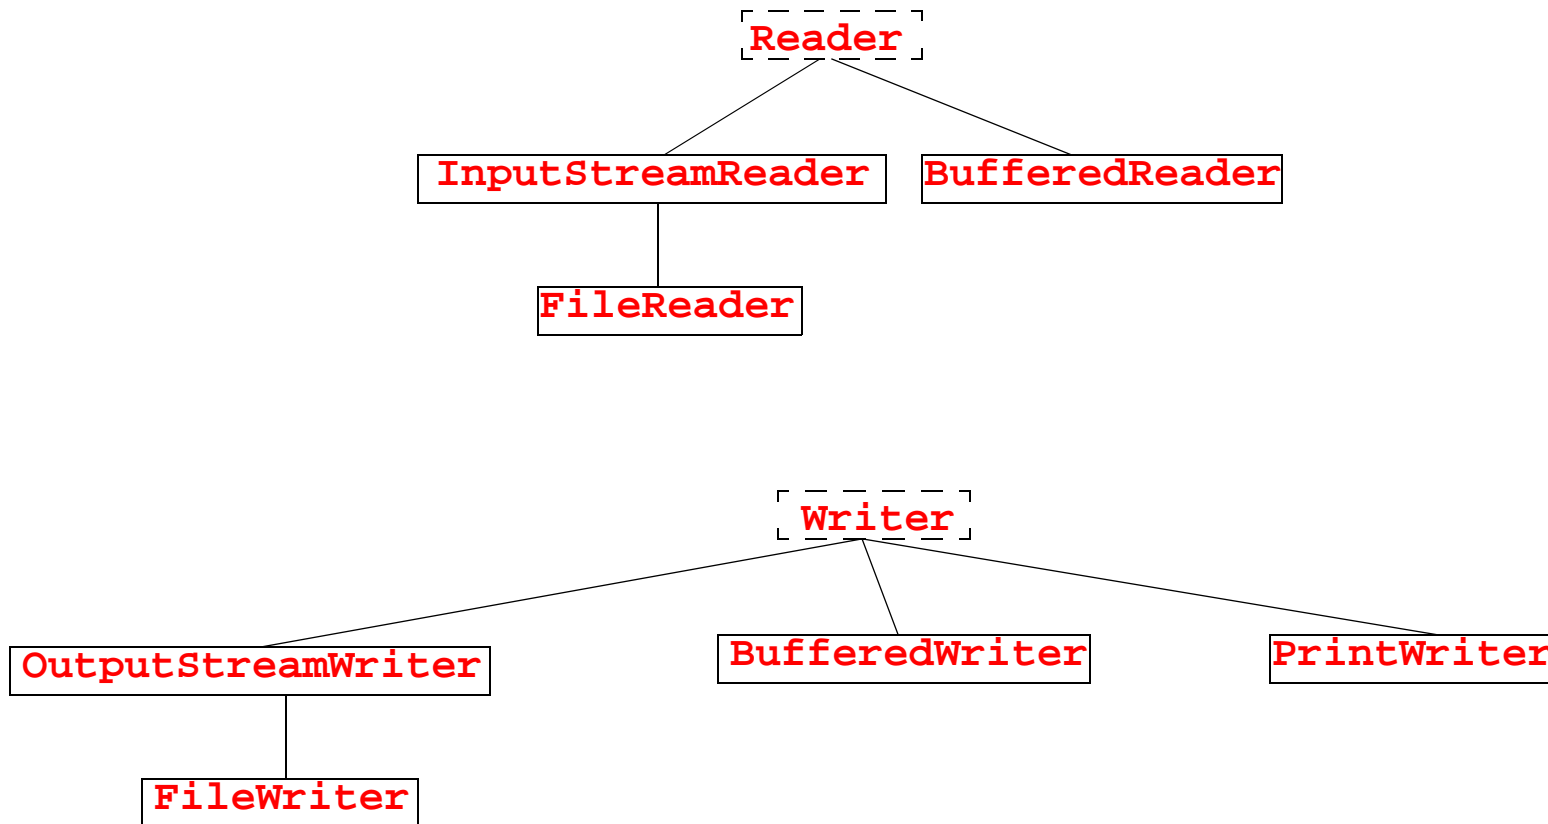 Reader
InputStreamReader
BufferedReader
FileReader
Writer
OutputStreamWriter
BufferedWriter
PrintWriter
FileWriter